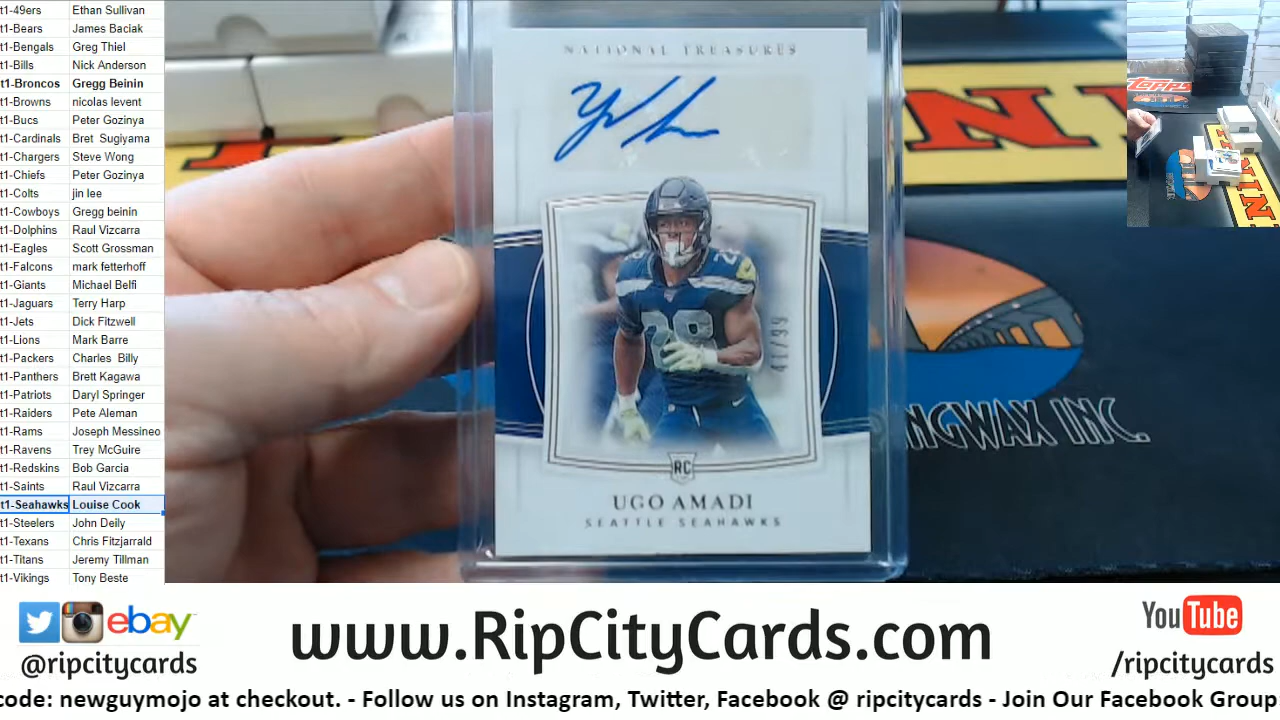 t1-49ers Ethan Sullivan
t1-Bears James Baciak
t1-Bengals Greg Thiel
t1-Bills Nick Anderson
t1-Broncos Gregg Beinin
t1-Browns nicolas levent
t1-Bucs Peter Gozinya
t1-Cardinals Bret Sugiyama
t1-Chargers Steve Wong
t1-Chiefs Peter Gozinya
t1-Colts jin lee
t1-Cowboys Gregg beinin
t1-Dolphins Raul Vizcarra
t1-Eagles Scott Grossman
t1-Falcons mark fetterhoff
t1-Giants Michael Belfi
t1-Jaguars Terry Harp
t1-Jets Dick Fitzwell
t1-Lions Mark Barre
t1-Packers Charles Billy
t1-Panthers Brett Kagawa
t1-Patriots Daryl Springer
t1-Raiders Pete Aleman
t1-Rams Joseph Messineo
t1-Ravens Trey McGuire
t1-Redskins Bob Garcia
t1-Saints Raul Vizcarra
t1-Seahawks Louise Cook
t1-Steelers John Deily
t1-Texans Chris Fitzjarrald
t1-Titans Jeremy Tillman
t1-Vikings Tony Beste
NATIONAL TREASURES
28
41/99
RC
UGO AMADI
SEATTLE SEAHAWKS
NGWAX INC.
topps
ebay
@ripcitycards
www.RipCityCards.com
YouTube
/ripcitycards
code: newguymojo at checkout. - Follow us on Instagram, Twitter, Facebook @ ripcitycards - Join Our Facebook Group